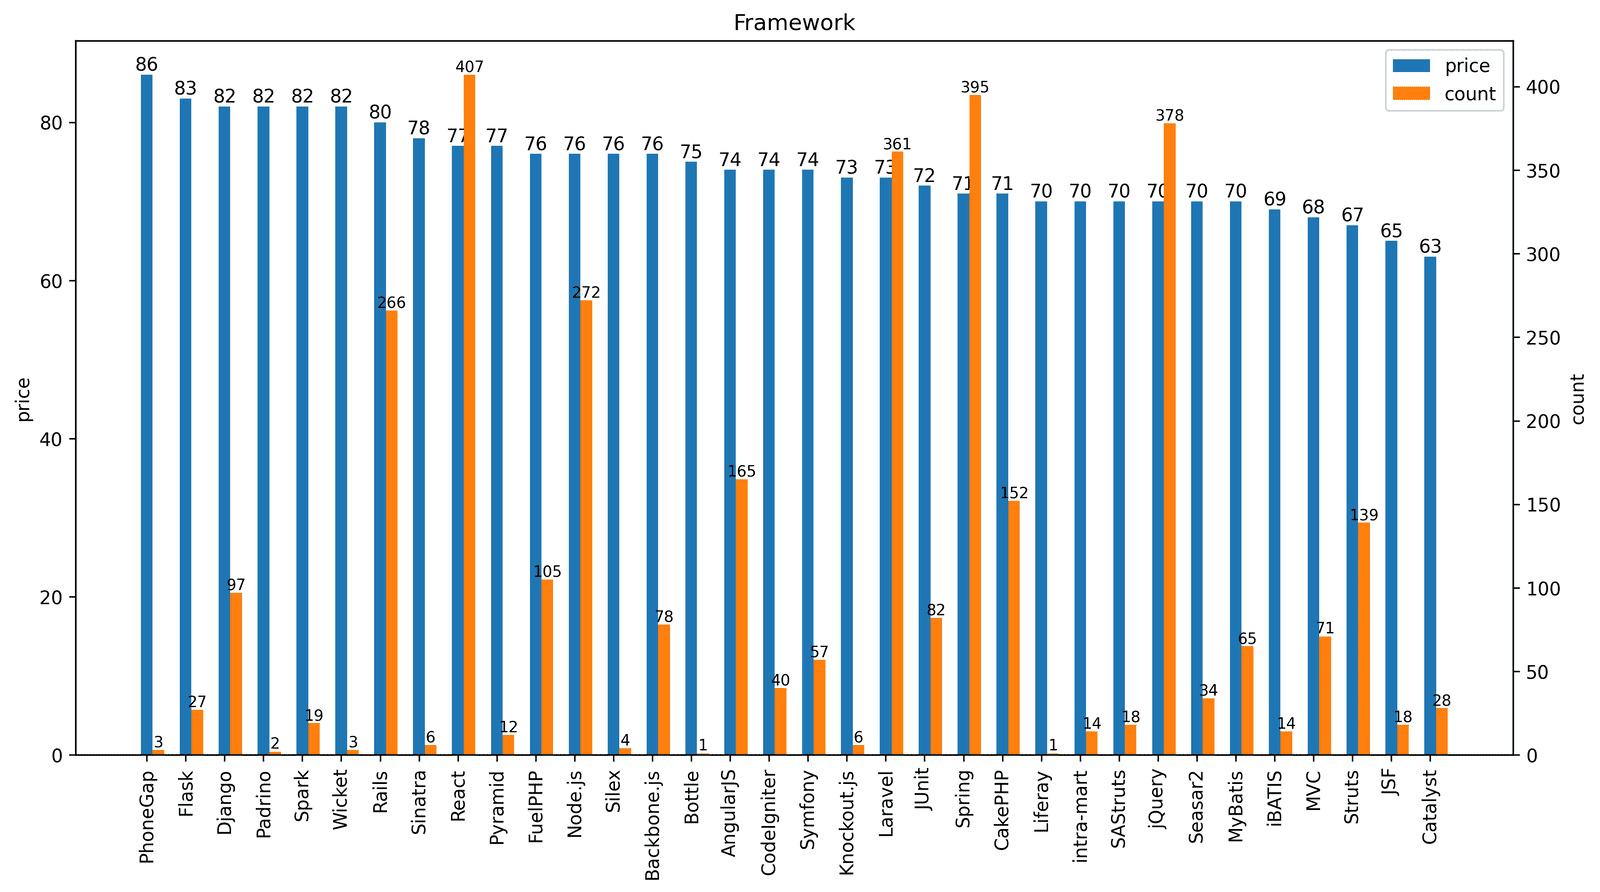 Framework
price
count
86 83 82 82 82 82 80 78 77 77 76 76 76 76 75 74 74 74 73 73 72 71 71 70 70 70 70 70 70 69 68 67 65 63
3 27 97 2 19 3 266 6 407 12 105 272 4 78 1 165 40 57 6 361 82 395 152 1 14 18 378 34 65 14 71 139 18 28
price
80
60
40
20
0
count
400
350
300
250
200
150
100
50
0
PhoneGap
Flask
Django
Padrino
Spark
Wicket
Rails
Sinatra
React
Pyramid
FuelPHP
Node.js
Silex
Backbone.js
Bottle
AngularJS
CodeIgniter
Symfony
Knockout.js
Laravel
JUnit
Spring
CakePHP
Liferay
intra-mart
SAStruts
jQuery
Seasar2
MyBatis
iBATIS
MVC
Struts
JSF
Catalyst